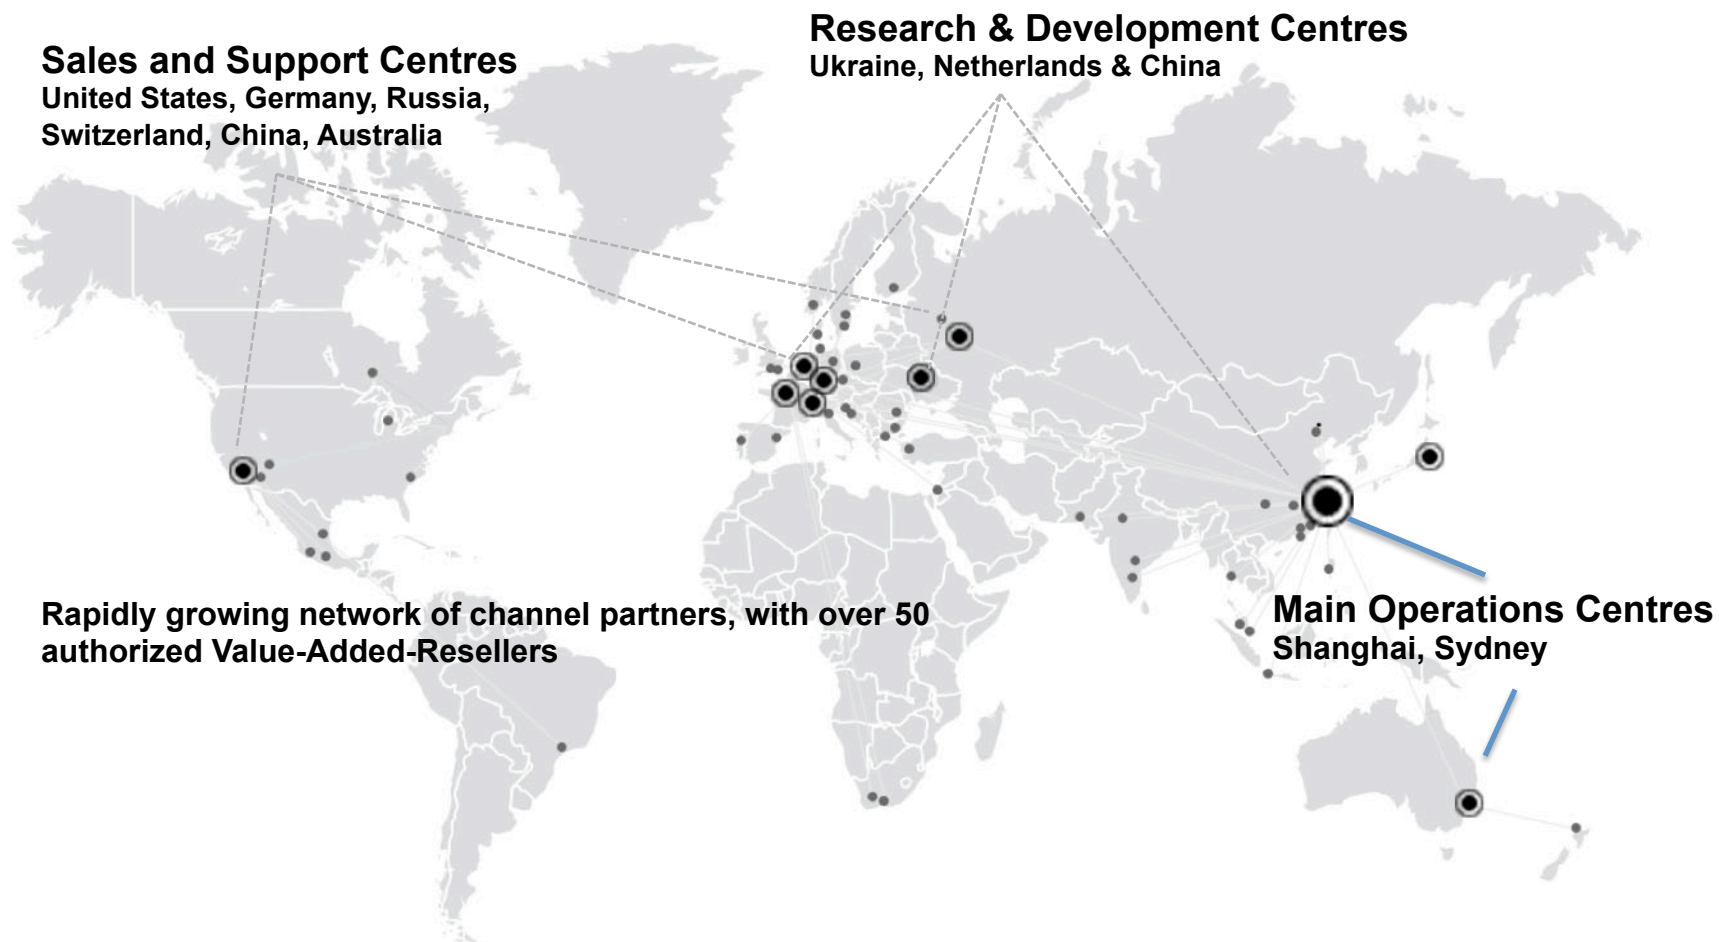 Research & Development Centres
Ukraine, Netherlands & China
Sales and Support Centres
United States, Germany, Russia,
Switzerland, China, Australia
Rapidly growing network of channel partners, with over 50
authorized Value-Added-Resellers
Main Operations Centres
Shanghai, Sydney